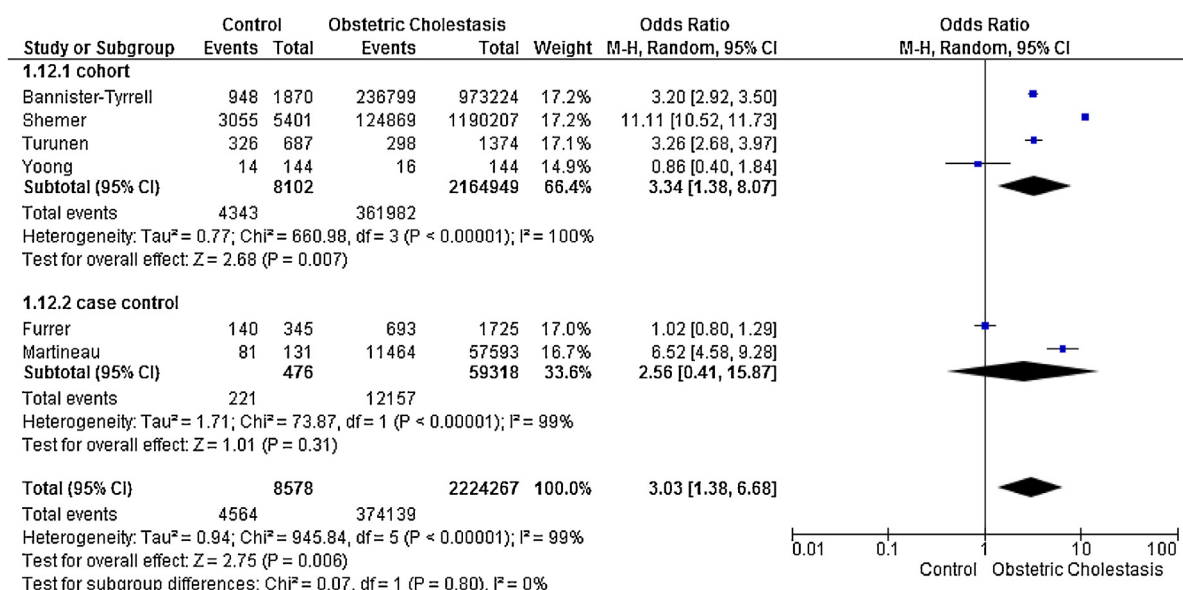 Control Obstetric Cholestasis Odds Ratio Odds Ratio
Study or Subgroup Events Total Events Total Weight M-H, Random, 95% CI M-H, Random, 95% CI
1.12.1 cohort
Bannister-Tyrrell 948 1870 236799 973224 17.2% 3.20 [2.92, 3.50]
Shemer 3055 5401 124869 1190207 17.2% 11.11 [10.52, 11.73]
Turunen 326 687 298 1374 17.1% 3.26 [2.68, 3.97]
Yoong 14 144 16 144 14.9% 0.86 [0.40, 1.84]
Subtotal (95% CI) 8102 2164949 66.4% 3.34 [1.38, 8.07]
Total events 4343 361982
Heterogeneity: Tau² = 0.77; Chi² = 660.98, df = 3 (P < 0.00001); I² = 100%
Test for overall effect: Z = 2.68 (P = 0.007)
1.12.2 case control
Furrer 140 345 693 1725 17.0% 1.02 [0.80, 1.29]
Martineau 81 131 11464 57593 16.7% 6.52 [4.58, 9.28]
Subtotal (95% CI) 476 59318 33.6% 2.56 [0.41, 15.87]
Total events 221 12157
Heterogeneity: Tau² = 1.71; Chi² = 73.87, df = 1 (P < 0.00001); I² = 99%
Test for overall effect: Z = 1.01 (P = 0.31)
Total (95% CI) 8578 2224267 100.0% 3.03 [1.38, 6.68]
Total events 4564 374139
Heterogeneity: Tau² = 0.94; Chi² = 945.84, df = 5 (P < 0.00001); I² = 99%
Test for overall effect: Z = 2.75 (P = 0.006)
Test for subgroup differences: Chi² = 0.07, df = 1 (P = 0.80), I² = 0%
0.01 0.1 1 10 100
Control Obstetric Cholestasis